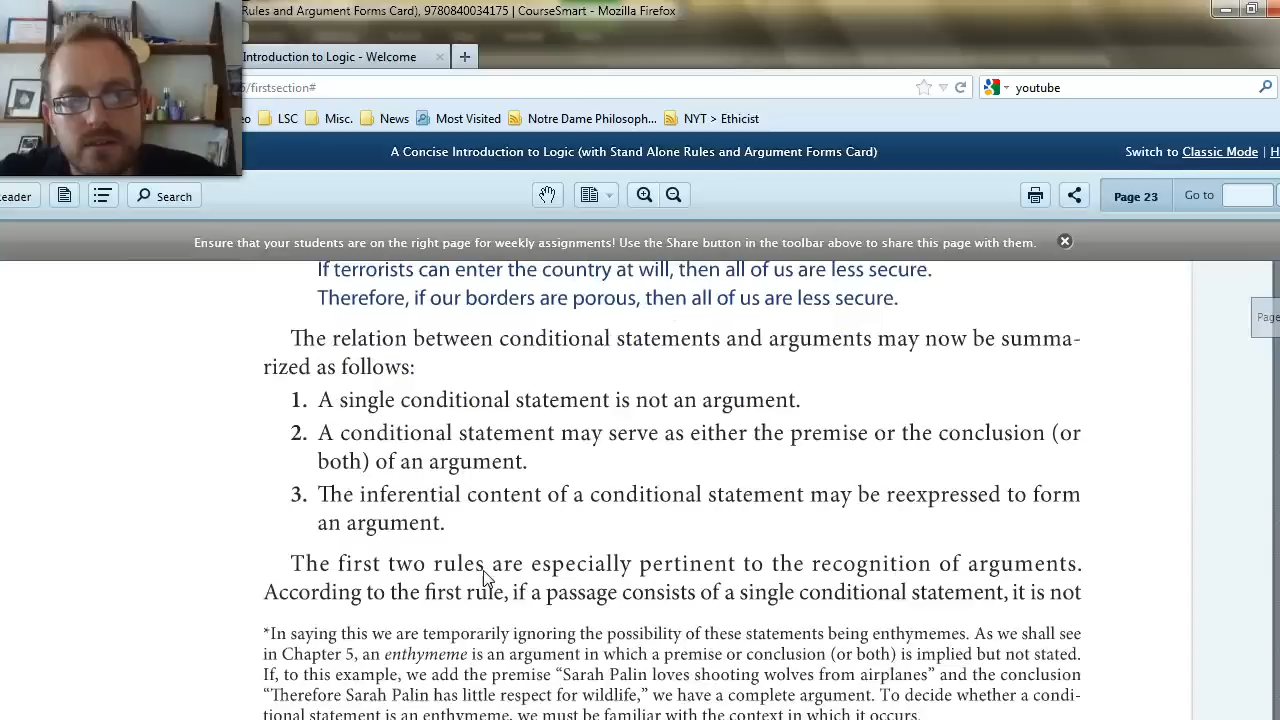 Rules and Argument Forms Card), 9780840034175 | CourseSmart - Mozilla Firefox
Introduction to Logic - Welcome
5/firstsection#
youtube
LSC
Misc.
News
Most Visited
Notre Dame Philosoph...
NYT > Ethicist
A Concise Introduction to Logic (with Stand Alone Rules and Argument Forms Card)
Switch to Classic Mode | H
eader
Search
Page 23
Go to
Ensure that your students are on the right page for weekly assignments! Use the Share button in the toolbar above to share this page with them.
If terrorists can enter the country at will, then all of us are less secure.
Therefore, if our borders are porous, then all of us are less secure.
Page
The relation between conditional statements and arguments may now be summa-
rized as follows:
1. A single conditional statement is not an argument.
2. A conditional statement may serve as either the premise or the conclusion (or
both) of an argument.
3. The inferential content of a conditional statement may be reexpressed to form
an argument.
The first two rules are especially pertinent to the recognition of arguments.
According to the first rule, if a passage consists of a single conditional statement, it is not
*In saying this we are temporarily ignoring the possibility of these statements being enthymemes. As we shall see
in Chapter 5, an enthymeme is an argument in which a premise or conclusion (or both) is implied but not stated.
If, to this example, we add the premise “Sarah Palin loves shooting wolves from airplanes” and the conclusion
“Therefore Sarah Palin has little respect for wildlife,” we have a complete argument. To decide whether a condi-
tional statement is an enthymeme, we must be familiar with the context in which it occurs.